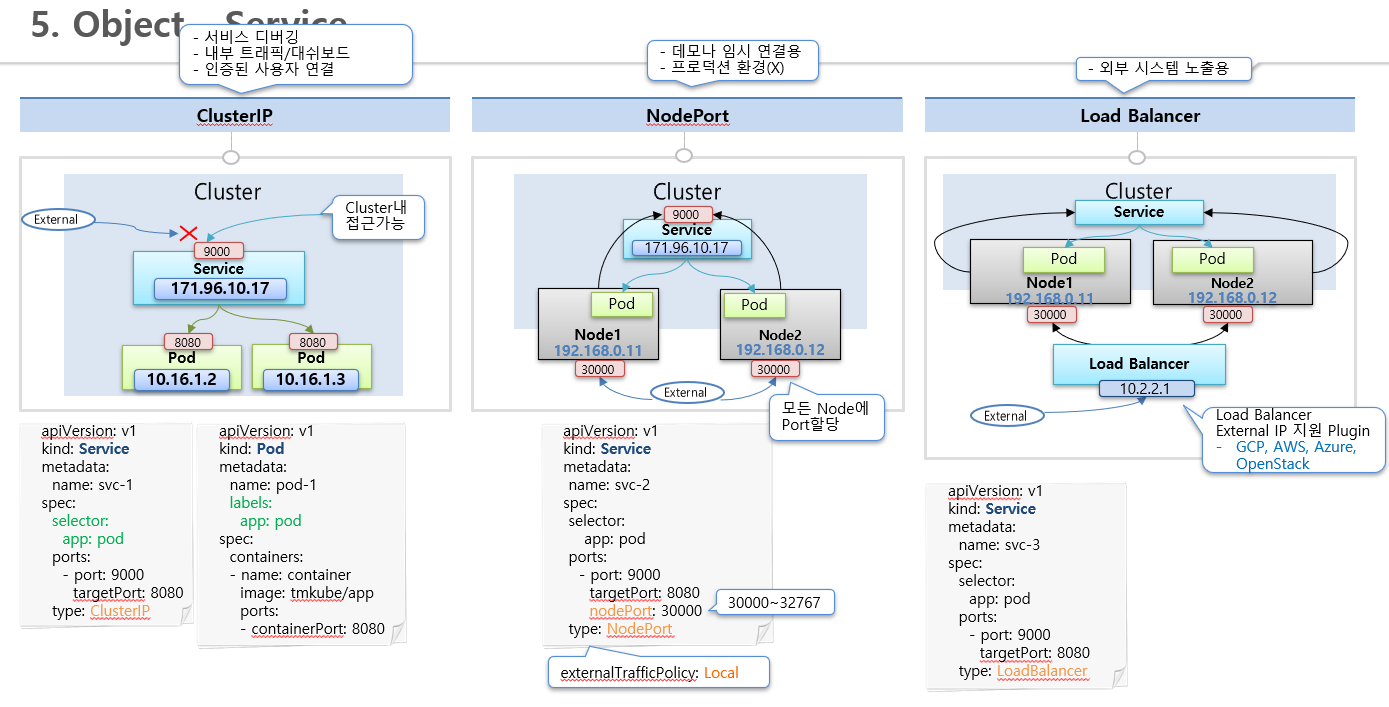 5. Object - Service
- 서비스 디버깅
- 내부 트래픽/대쉬보드
- 인증된 사용자 연결
- 데모나 임시 연결용
- 프로덕션 환경(X)
- 외부 시스템 노출용
ClusterIP
Cluster
External
Cluster내
접근가능
9000
Service
171.96.10.17
8080
8080
Pod
Pod
10.16.1.2
10.16.1.3
apiVersion: v1
kind: Service
metadata:
name: svc-1
spec:
selector:
app: pod
ports:
- port: 9000
targetPort: 8080
type: ClusterIP
apiVersion: v1
kind: Pod
metadata:
name: pod-1
labels:
app: pod
spec:
containers:
- name: container
image: tmkube/app
ports:
- containerPort: 8080
NodePort
Cluster
9000
Service
171.96.10.17
Pod
Pod
Node1
Node2
192.168.0.11
192.168.0.12
30000
30000
External
모든 Node에
Port할당
apiVersion: v1
kind: Service
metadata:
name: svc-2
spec:
selector:
app: pod
ports:
- port: 9000
targetPort: 8080
nodePort: 30000
30000~32767
type: NodePort
externalTrafficPolicy: Local
Load Balancer
Cluster
Service
Pod
Pod
Node1
Node2
192.168.0.11
192.168.0.12
30000
30000
Load Balancer
10.2.2.1
External
Load Balancer
External IP 지원 Plugin
- GCP, AWS, Azure,
OpenStack
apiVersion: v1
kind: Service
metadata:
name: svc-3
spec:
selector:
app: pod
ports:
- port: 9000
targetPort: 8080
type: LoadBalancer